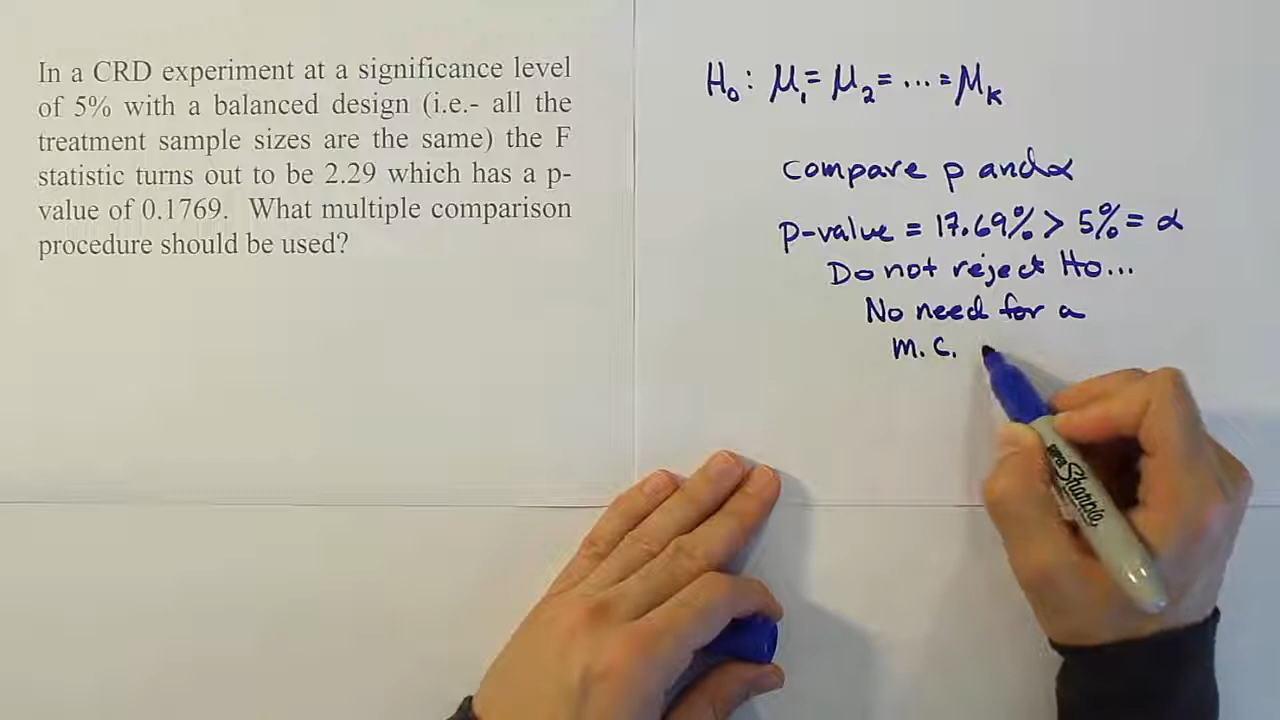 In a CRD experiment at a significance level
of 5% with a balanced design (i.e.- all the
treatment sample sizes are the same) the F
statistic turns out to be 2.29 which has a p-
value of 0.1769. What multiple comparison
procedure should be used?
H₀: μ₁ = μ₂ = ... = μₖ
compare p and α
p-value = 17.69% > 5% = α
Do not reject Ho...
No need for a
M.C.
SUPER Sharpie